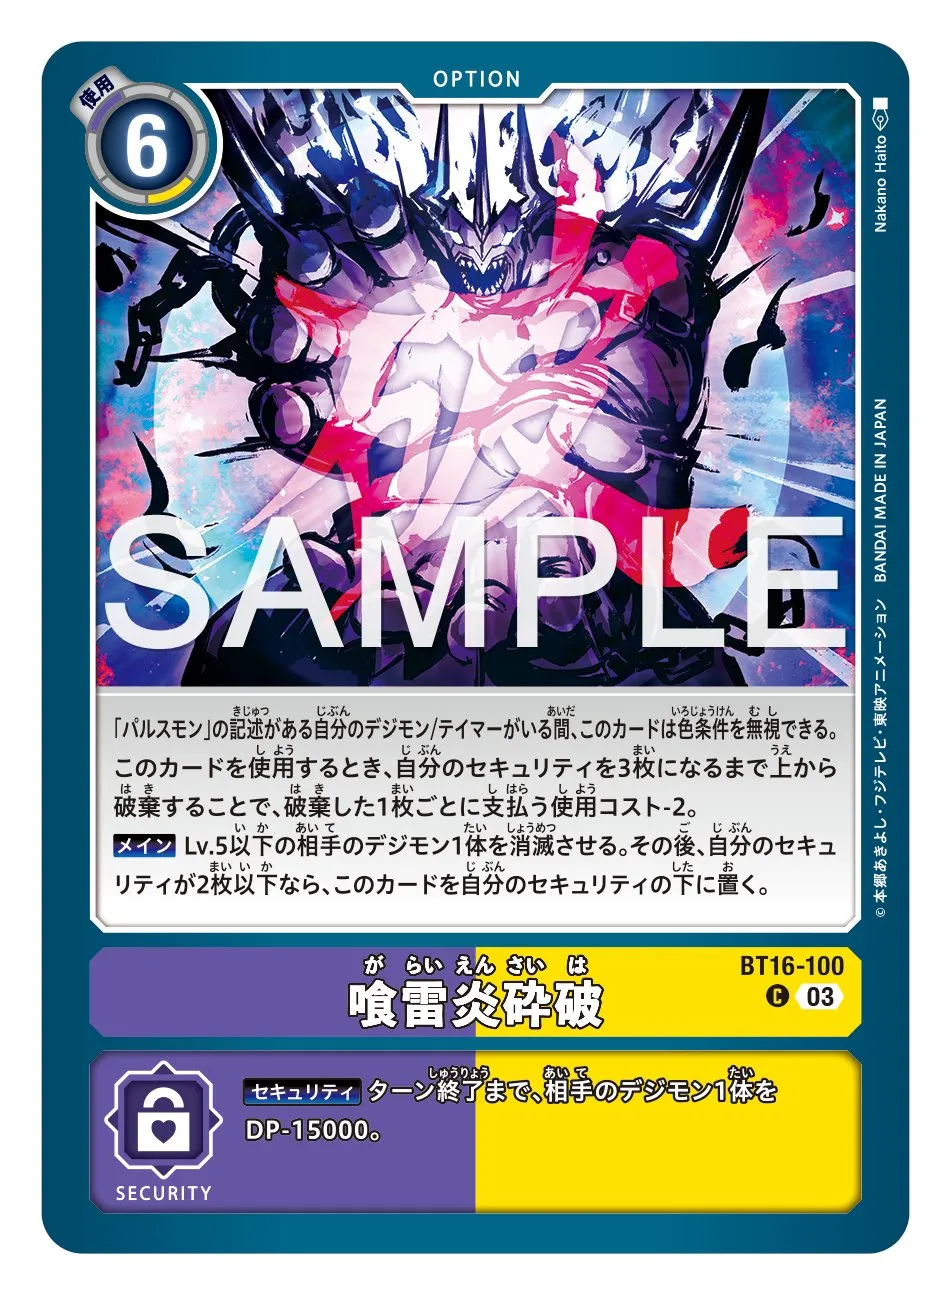 OPTION
使用
6
Nakano Haito
SAMPLE
「パルスモン」の記述がある自分のデジモン/テイマーがいる間、このカードは色条件を無視できる。
このカードを使用するとき、自分のセキュリティを3枚になるまで上から
破棄することで、破棄した1枚ごとに支払う使用コスト-2。
メイン Lv.5以下の相手のデジモン1体を消滅させる。その後、自分のセキュ
リティが2枚以下なら、このカードを自分のセキュリティの下に置く。
©本郷あきよし・フジテレビ・東映アニメーション BANDAI MADE IN JAPAN
がらいえんさいは
喰雷炎砕破
BT16-100
C 03
セキュリティ ターン終了まで、相手のデジモン1体を
DP-15000。
SECURITY